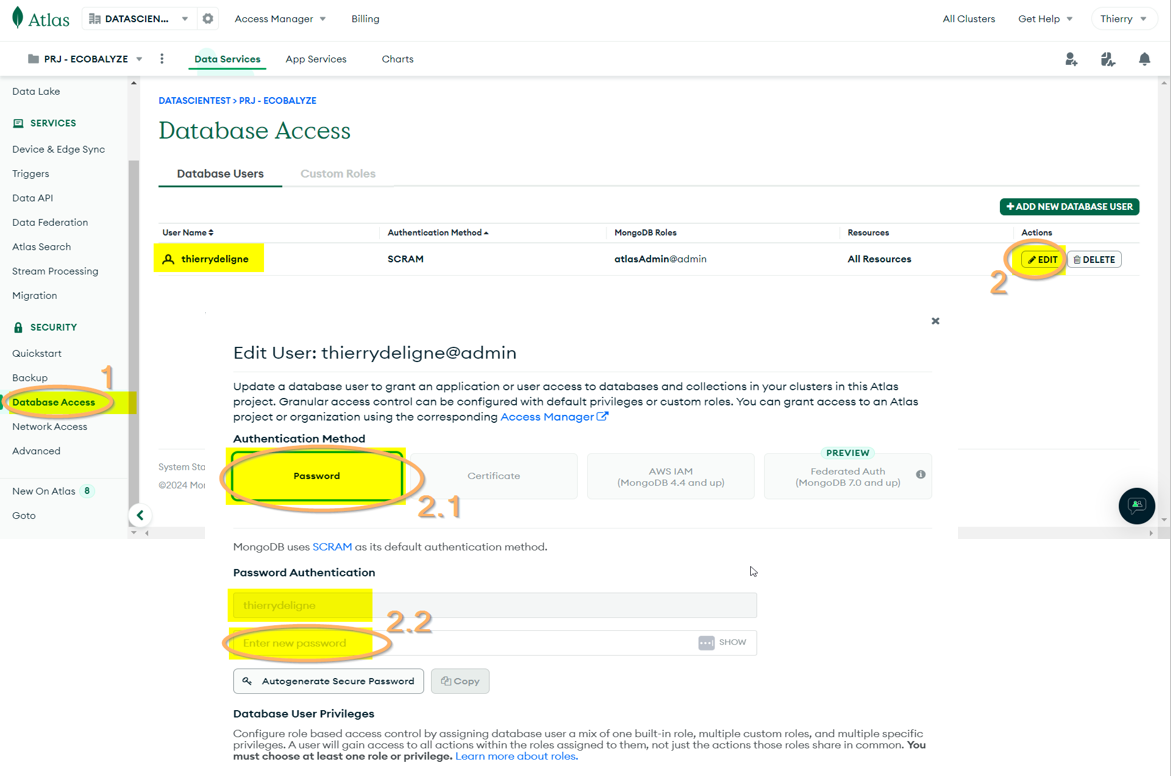 Atlas
DATASCIEN...
Access Manager
Billing
All Clusters
Get Help
Thierry
PRJ - ECOBALYZE
Data Services
App Services
Charts
Data Lake
SERVICES
Device & Edge Sync
Triggers
Data API
Data Federation
Atlas Search
Stream Processing
Migration
SECURITY
Quickstart
Backup
1
Database Access
Network Access
Advanced
New On Atlas 8
Goto
DATASCIENTEST > PRJ - ECOBALYZE
Database Access
Database Users
Custom Roles
+ ADD NEW DATABASE USER
User Name
Authentication Method
MongoDB Roles
Resources
Actions
thierrydeligne
SCRAM
atlasAdmin@admin
All Resources
EDIT
DELETE
2
System Sta
©2024 Mor
Edit User: thierrydeligne@admin
Update a database user to grant an application or user access to databases and collections in your clusters in this Atlas
project. Granular access control can be configured with default privileges or custom roles. You can grant access to an Atlas
project or organization using the corresponding Access Manager
Authentication Method
Password
Certificate
AWS IAM
(MongoDB 4.4 and up)
PREVIEW
Federated Auth
(MongoDB 7.0 and up)
2.1
MongoDB uses SCRAM as its default authentication method.
Password Authentication
thierrydeligne
2.2
Enter new password
SHOW
Autogenerate Secure Password
Copy
Database User Privileges
Configure role based access control by assigning database user a mix of one built-in role, multiple custom roles, and multiple specific
privileges. A user will gain access to all actions within the roles assigned to them, not just the actions those roles share in common. You
must choose at least one role or privilege. Learn more about roles.